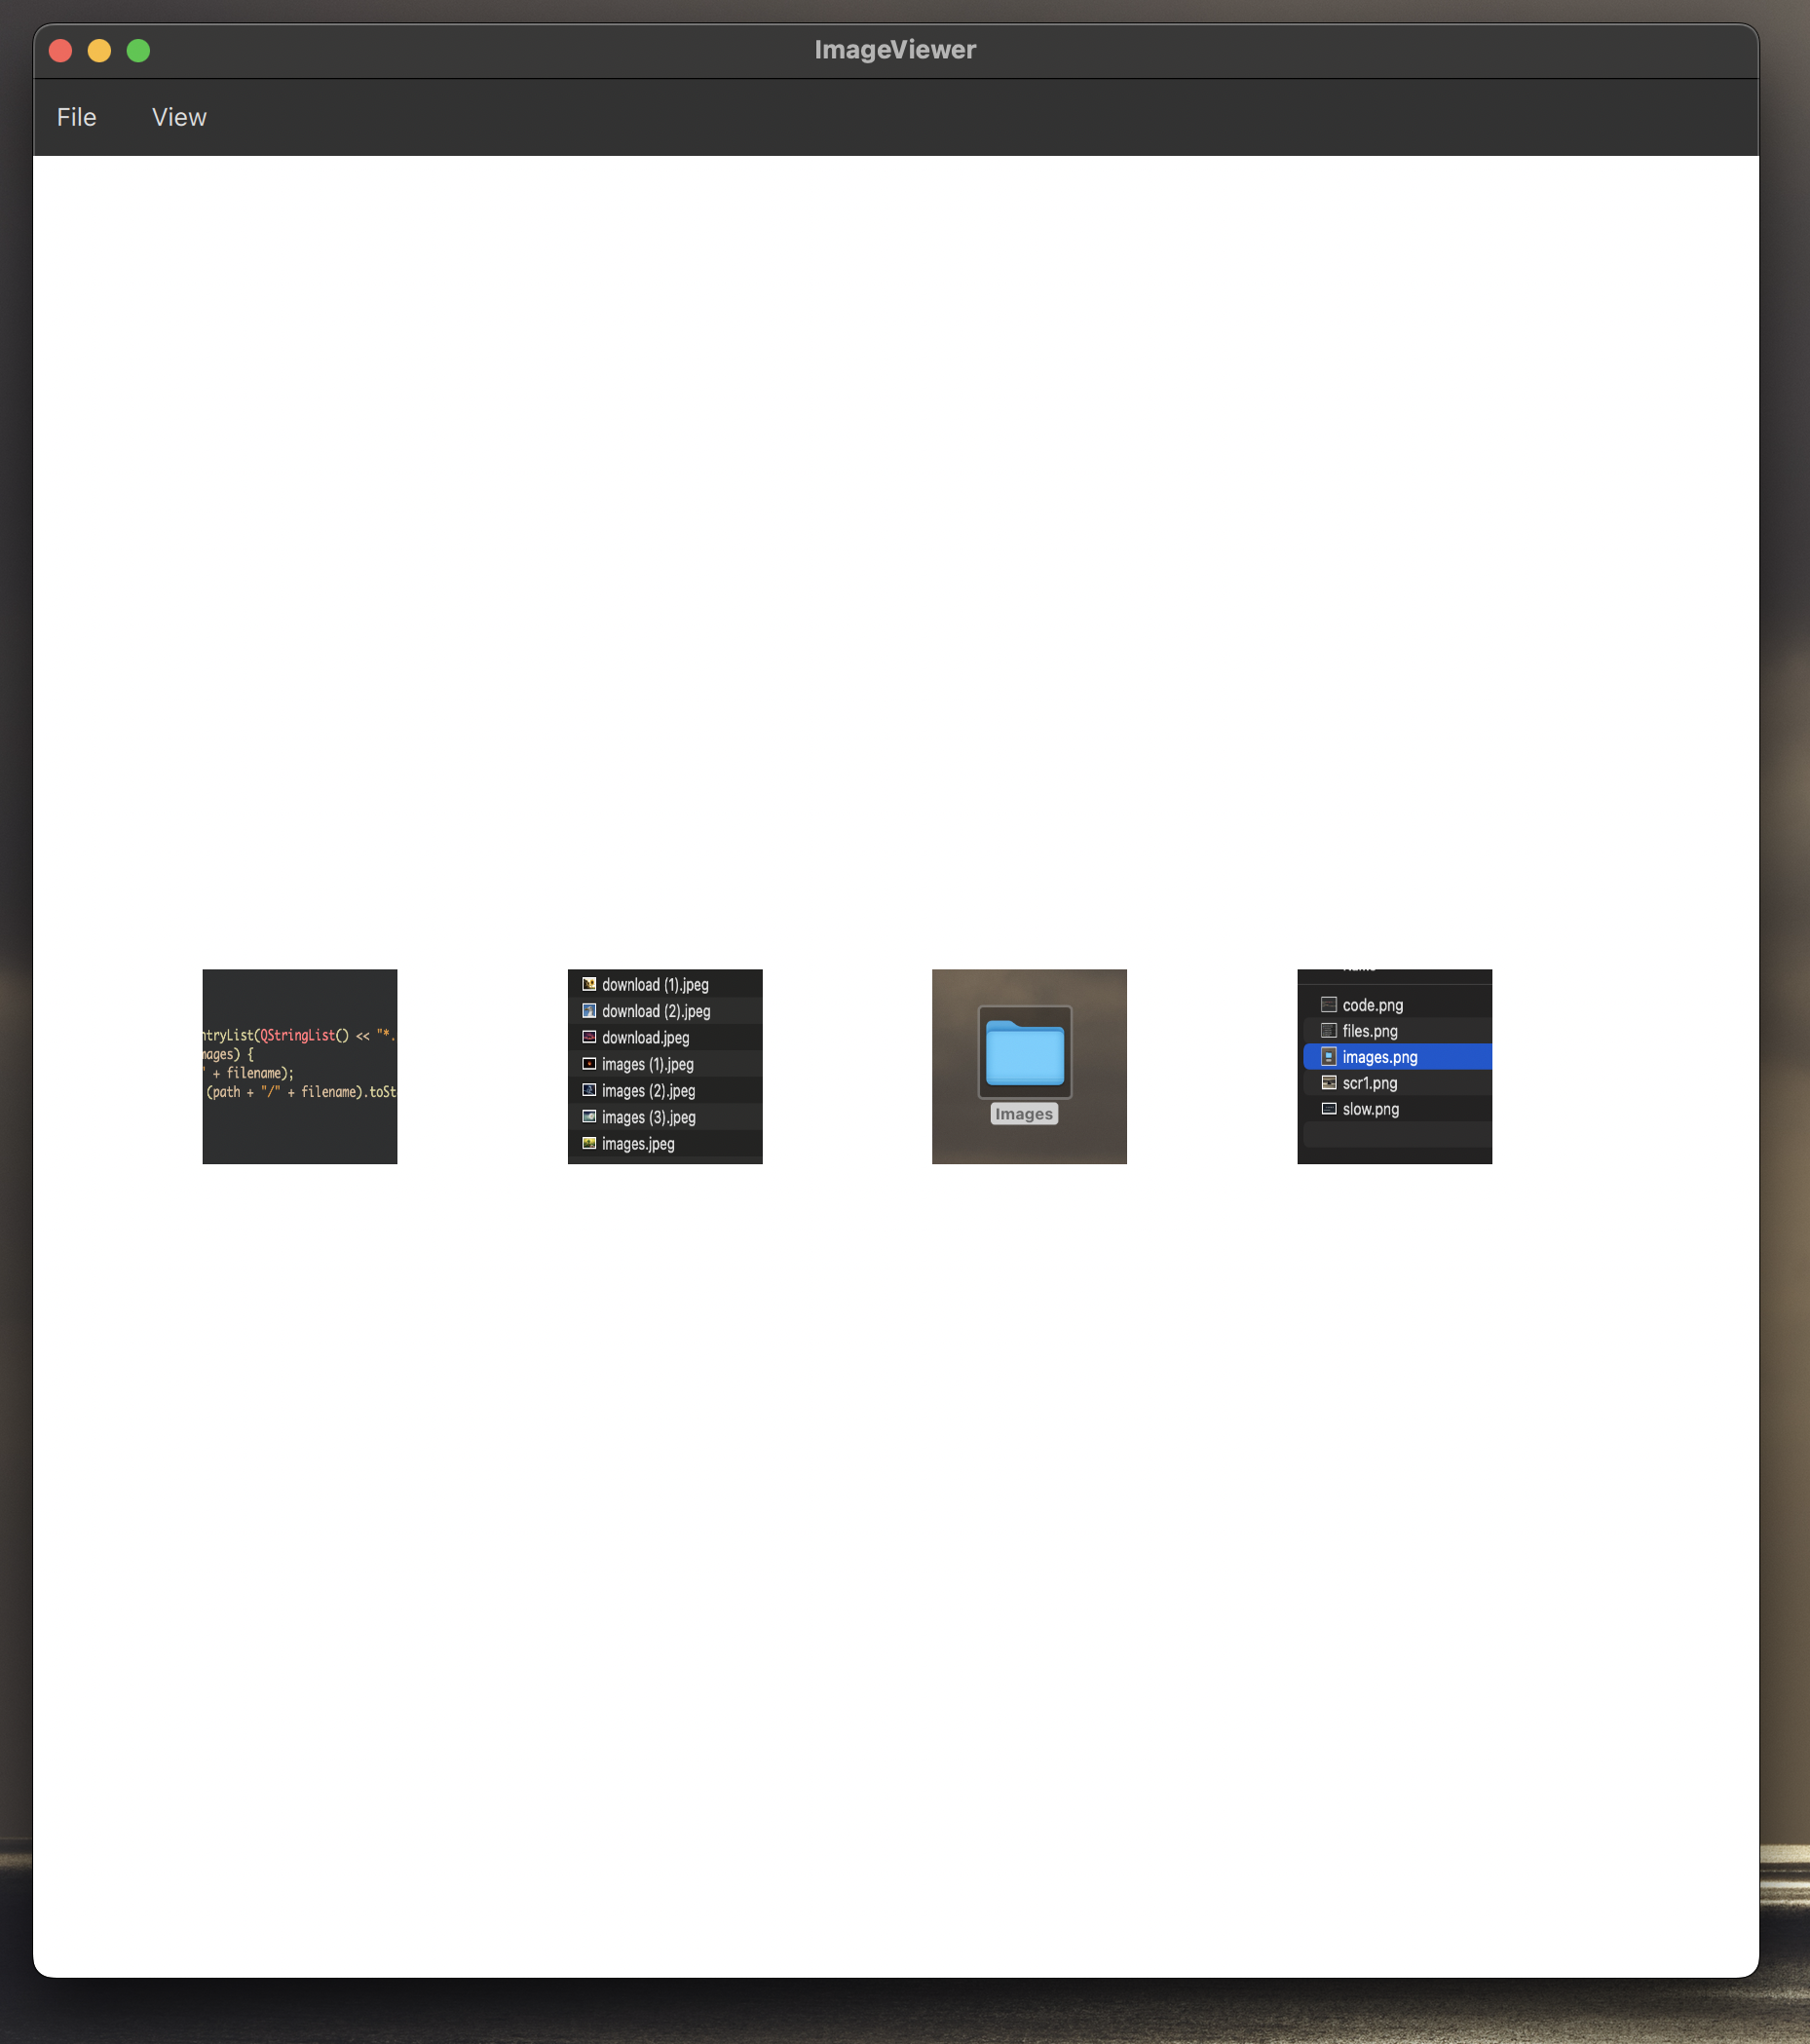 ImageViewer
File View
ntryList(QStringList() << "*.
mages) {
" + filename);
(path + "/" + filename).toSt
download (1).jpeg
download (2).jpeg
download.jpeg
images (1).jpeg
images (2).jpeg
images (3).jpeg
images.jpeg
Images
code.png
files.png
images.png
scr1.png
slow.png